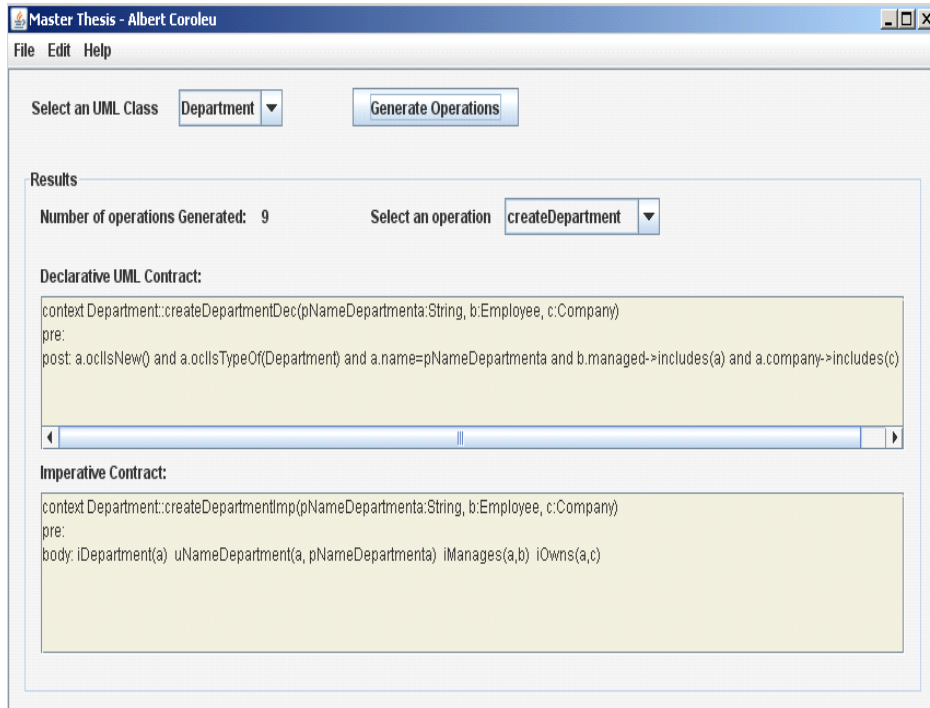 Master Thesis - Albert Coroleu
File Edit Help
Select an UML Class Department Generate Operations
Results
Number of operations Generated: 9 Select an operation createDepartment
Declarative UML Contract:
context Department::createDepartmentDec(pNameDepartmenta:String, b:Employee, c:Company)
pre:
post: a.oclIsNew() and a.oclIsTypeOf(Department) and a.name=pNameDepartmenta and b.managed->includes(a) and a.company->includes(c)
Imperative Contract:
context Department::createDepartmentImp(pNameDepartmenta:String, b:Employee, c:Company)
pre:
body: iDepartment(a) uNameDepartment(a, pNameDepartmenta) iManages(a,b) iOwns(a,c)